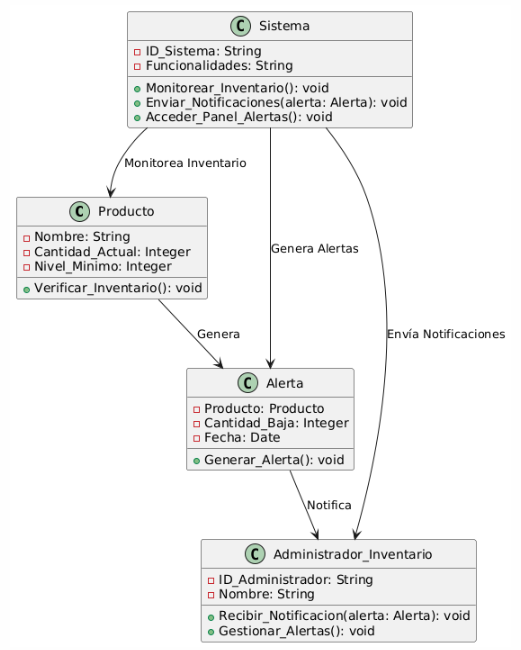 C Sistema
ID_Sistema: String
Funcionalidades: String
Monitorear_Inventario(): void
Enviar_Notificaciones(alerta: Alerta): void
Acceder_Panel_Alertas(): void
Monitorea Inventario
C Producto
Nombre: String
Cantidad_Actual: Integer
Nivel_Minimo: Integer
Verificar_Inventario(): void
Genera Alertas
Genera
Envía Notificaciones
C Alerta
Producto: Producto
Cantidad_Baja: Integer
Fecha: Date
Generar_Alerta(): void
Notifica
C Administrador_Inventario
ID_Administrador: String
Nombre: String
Recibir_Notificacion(alerta: Alerta): void
Gestionar_Alertas(): void